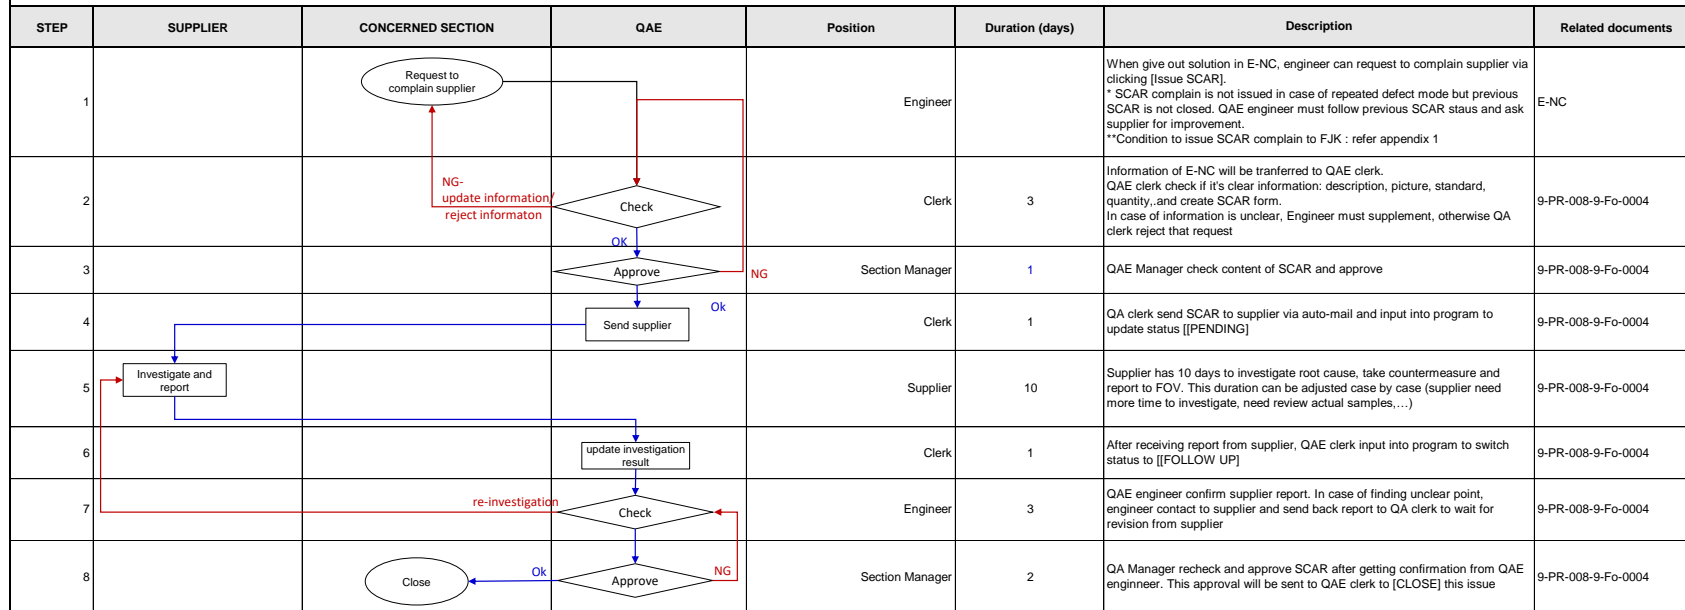 STEP SUPPLIER CONCERNED SECTION QAE Position Duration (days) Description Related documents
1
Request to
complain supplier
Engineer
When give out solution in E-NC, engineer can request to complain supplier via
clicking [Issue SCAR].
* SCAR complain is not issued in case of repeated defect mode but previous
SCAR is not closed. QAE engineer must follow previous SCAR staus and ask
supplier for improvement.
**Condition to issue SCAR complain to FJK : refer appendix 1
E-NC
2
NG-
update information/
reject informaton
Check
OK
Clerk
3
Information of E-NC will be tranferred to QAE clerk.
QAE clerk check if it's clear information: description, picture, standard,
quantity,.and create SCAR form.
In case of information is unclear, Engineer must supplement, otherwise QA
clerk reject that request
9-PR-008-9-Fo-0004
3
Approve
NG
Section Manager
1
QAE Manager check content of SCAR and approve
9-PR-008-9-Fo-0004
4
Send supplier
Ok
Clerk
1
QA clerk send SCAR to supplier via auto-mail and input into program to
update status [[PENDING]
9-PR-008-9-Fo-0004
5
Investigate and
report
Supplier
10
Supplier has 10 days to investigate root cause, take countermeasure and
report to FOV. This duration can be adjusted case by case (supplier need
more time to investigate, need review actual samples,…)
9-PR-008-9-Fo-0004
6
update investigation
result
Clerk
1
After receiving report from supplier, QAE clerk input into program to switch
status to [[FOLLOW UP]
9-PR-008-9-Fo-0004
7
re-investigation
Check
Engineer
3
QAE engineer confirm supplier report. In case of finding unclear point,
engineer contact to supplier and send back report to QA clerk to wait for
revision from supplier
9-PR-008-9-Fo-0004
8
Close
Ok
Approve
NG
Section Manager
2
QA Manager recheck and approve SCAR after getting confirmation from QAE
enginneer. This approval will be sent to QAE clerk to [CLOSE] this issue
9-PR-008-9-Fo-0004